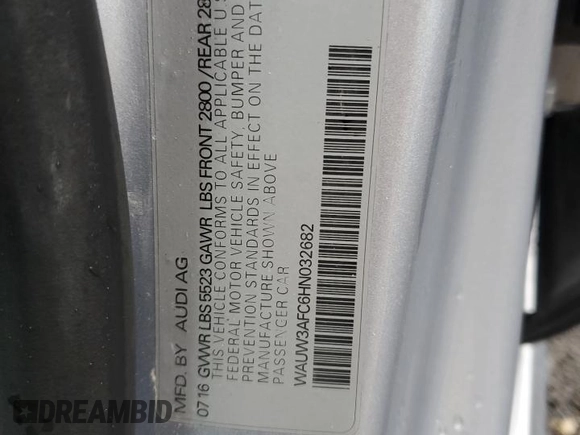 MFD. BY AUDI AG
0716 GVWR LBS 5523 GAWR LBS FRONT 2800 /REAR 28
THIS VEHICLE CONFORMS TO ALL APPLICABLE U S
FEDERAL MOTOR VEHICLE SAFETY, BUMPER AND
PREVENTION STANDARDS IN EFFECT ON THE DAT
MANUFACTURE SHOWN ABOVE
PASSENGER CAR
WAUW3AFC6HN032682
DREAMBID